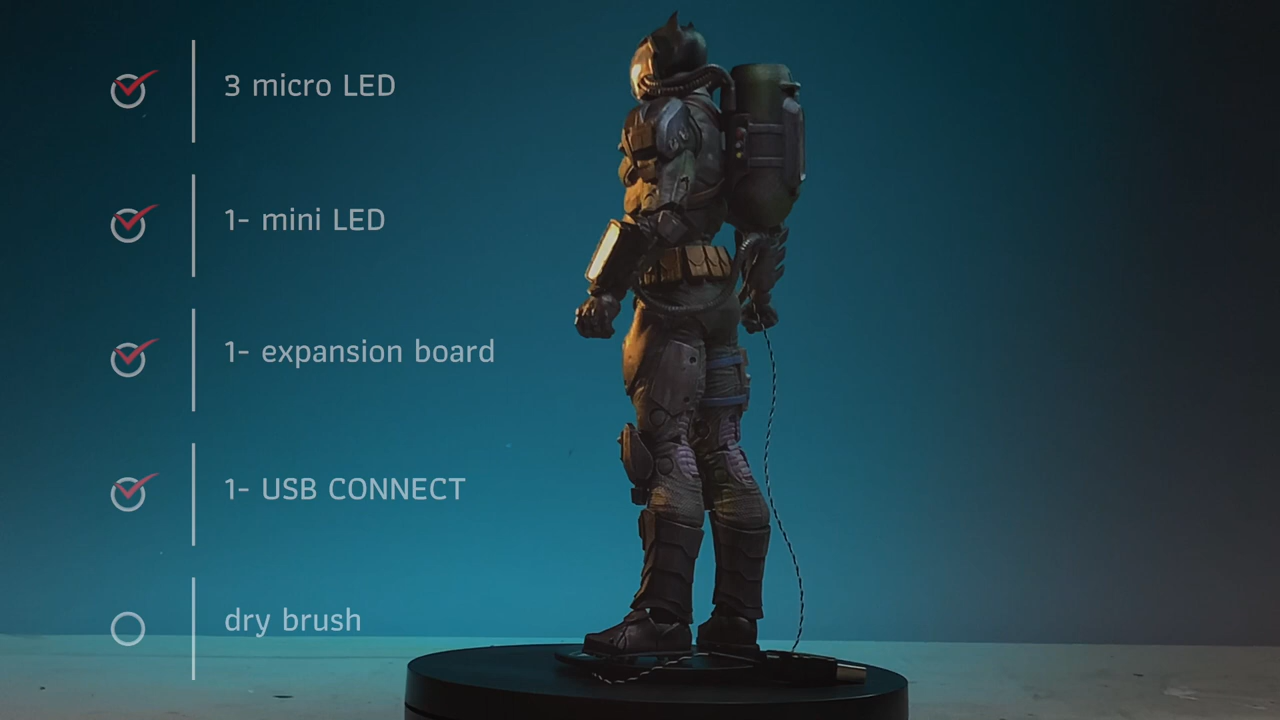 3 micro LED
1- mini LED
1- expansion board
1- USB CONNECT
dry brush